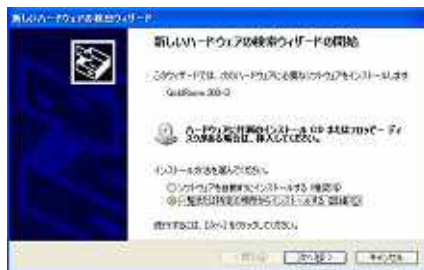 新しいハードウェアの検索ウィザード
新しいハードウェアの検索ウィザードの開始
このウィザードでは、次のハードウェアに必要なソフトウェアをインストールします
ハードウェアに付属のインストール CD またはフロッピー ディ
スクがある場合は、挿入してください。
インストール方法を選んでください。
ソフトウェアを自動的にインストールする (推奨)(I)
一覧または特定の場所からインストールする (詳細)(S)
続行するには、[次へ] をクリックしてください。
< 戻る(B)
次へ(N) >
キャンセル